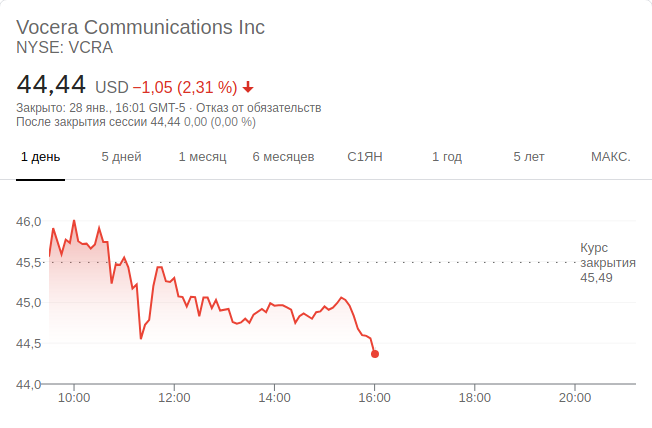 Vocera Communications Inc
NYSE: VCRA
44,44 USD −1,05 (2,31 %)
Закрыто: 28 янв., 16:01 GMT-5 · Отказ от обязательств
После закрытия сессии 44,44 0,00 (0,00 %)
1 день 5 дней 1 месяц 6 месяцев С1ЯН 1 год 5 лет МАКС.
46,0
45,5
45,0
44,5
44,0
Курс
закрытия
45,49
10:00 12:00 14:00 16:00 18:00 20:00